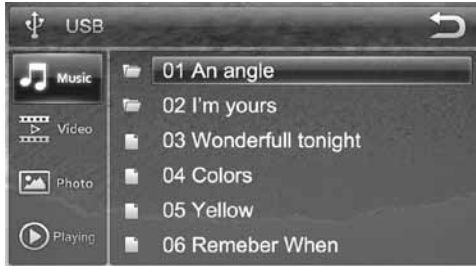 USB
Music
Video
Photo
Playing
01 An angle
02 I'm yours
03 Wonderfull tonight
04 Colors
05 Yellow
06 Remeber When